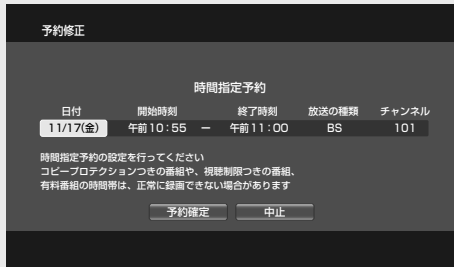 予約修正
時間指定予約
日付 開始時刻 終了時刻 放送の種類 チャンネル
11/17(金) 午前10:55 − 午前11:00 BS 101
時間指定予約の設定を行ってください
コピープロテクションつきの番組や、視聴制限つきの番組、
有料番組の時間帯は、正常に録画できない場合があります
予約確定 中止